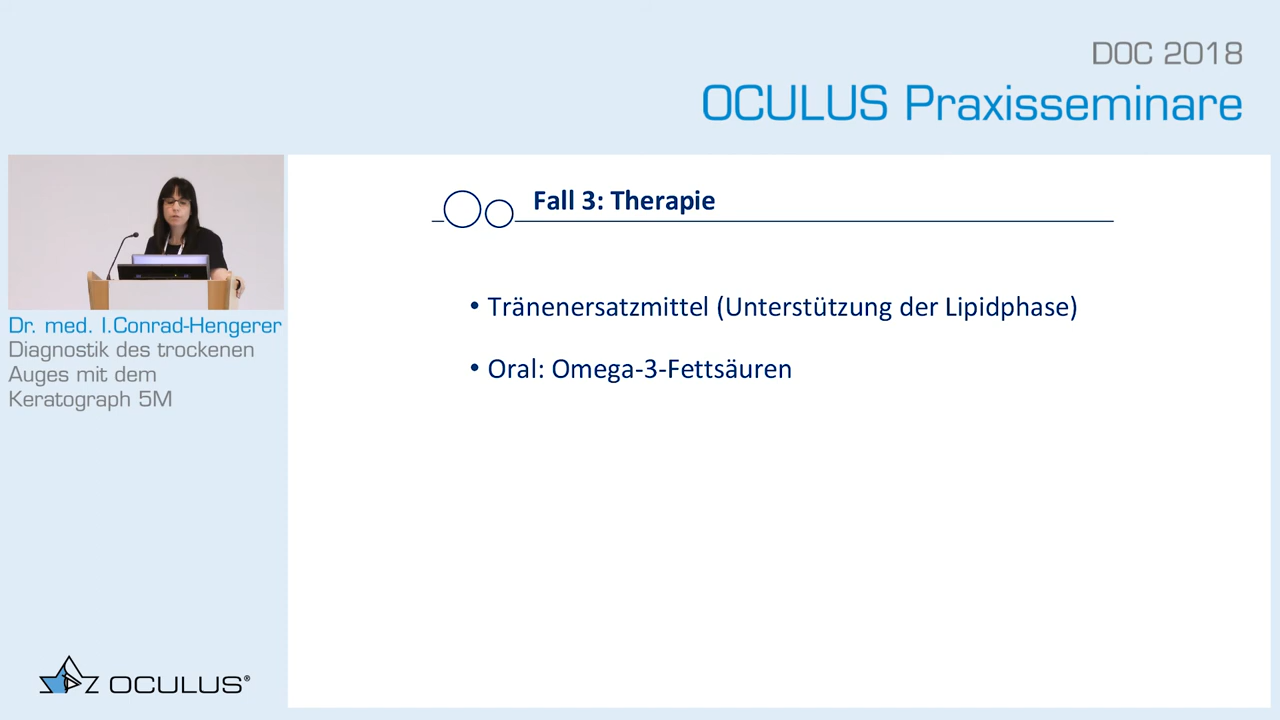 DOC 2018
OCULUS Praxisseminare
Dr. med. I.Conrad-Hengerer
Diagnostik des trockenen
Auges mit dem
Keratograph 5M
Fall 3: Therapie
• Tränenersatzmittel (Unterstützung der Lipidphase)
• Oral: Omega-3-Fettsäuren
OCULUS®